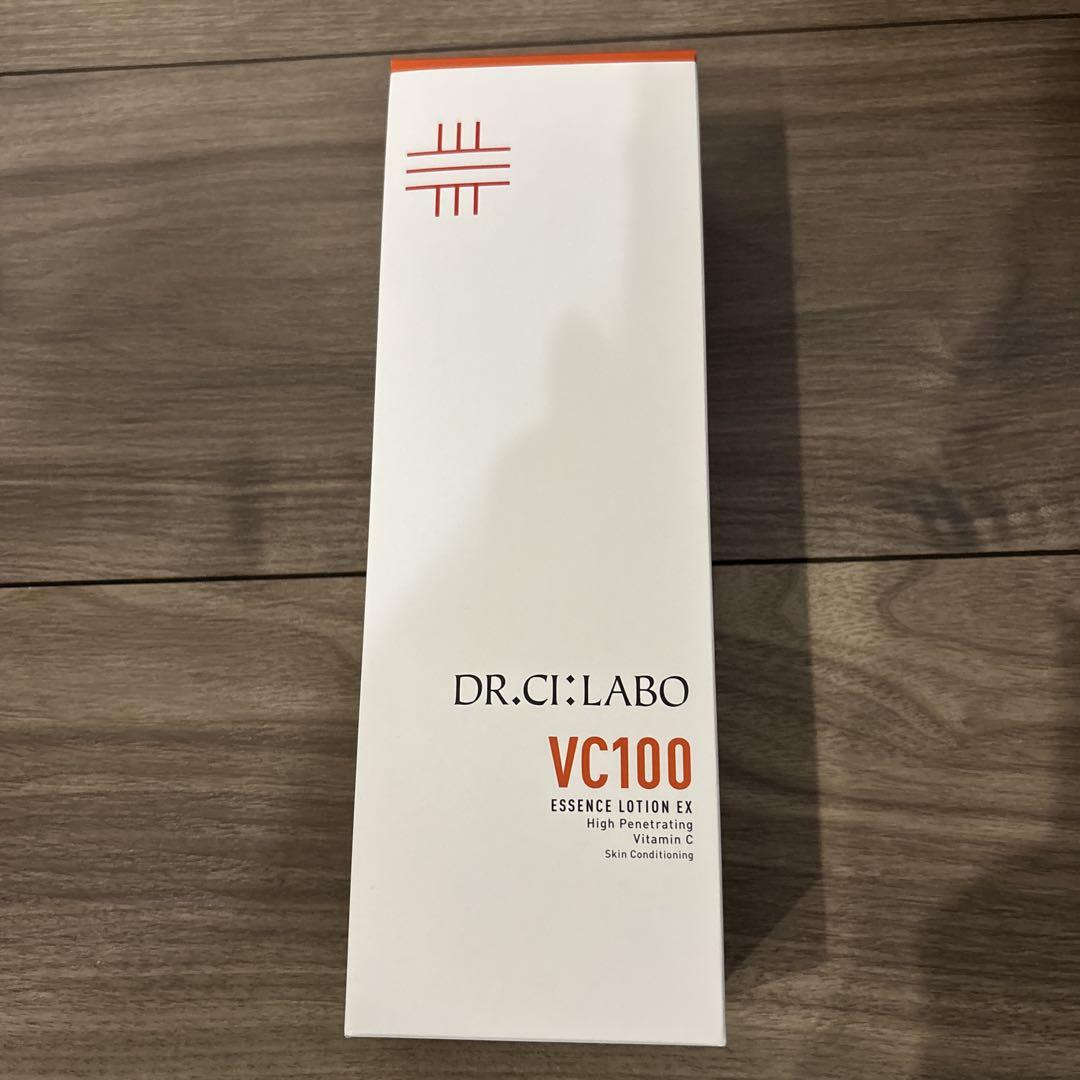 DR.CI:LABO
VC100
ESSENCE LOTION EX
High Penetrating
Vitamin C
Skin Conditioning